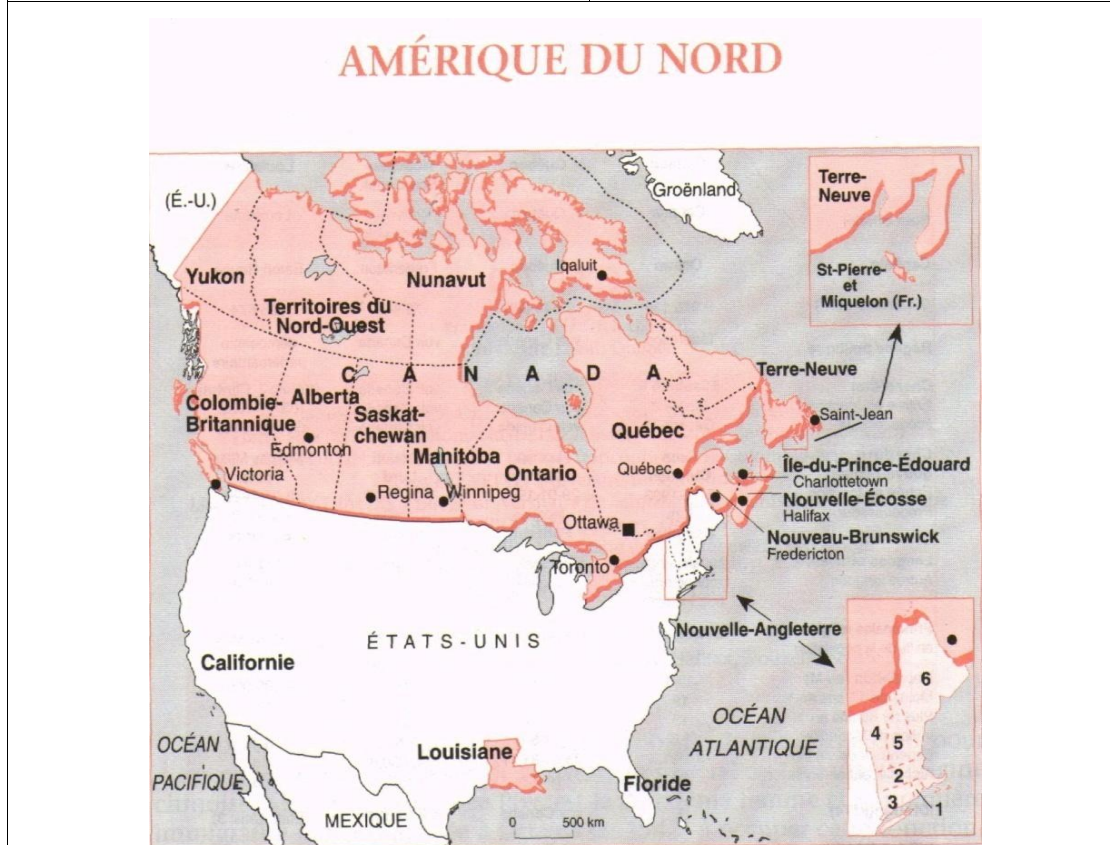 AMÉRIQUE DU NORD
(É.-U.)
Groënland
Terre-
Neuve
St-Pierre-
et
Miquelon (Fr.)
Yukon
Nunavut
Iqaluit
Territoires du
Nord-Ouest
C A N A D A
Terre-Neuve
Saint-Jean
Colombie-
Britannique
Alberta
Saskat-
chewan
Manitoba
Ontario
Québec
Edmonton
Victoria
Regina
Winnipeg
Québec
Île-du-Prince-Édouard
Charlottetown
Nouvelle-Écosse
Halifax
Nouveau-Brunswick
Fredericton
Ottawa
Toronto
Nouvelle-Angleterre
ÉTATS-UNIS
Californie
6
4
5
2
3
1
OCÉAN
ATLANTIQUE
OCÉAN
PACIFIQUE
Louisiane
Floride
MEXIQUE
0 500 km